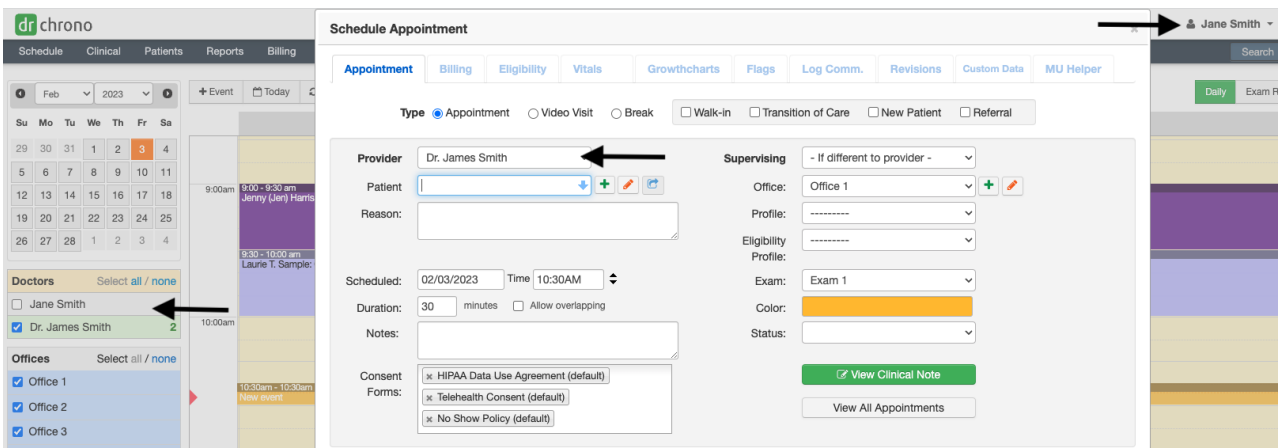 dr chrono
Jane Smith
Schedule Clinical Patients Reports Billing
Search
Schedule Appointment
×
Appointment Billing Eligibility Vitals Growthcharts Flags Log Comm. Revisions Custom Data MU Helper
Feb 2023
+ Event Today
Daily Exam R
Type Appointment Video Visit Break Walk-in Transition of Care New Patient Referral
Su Mo Tu We Th Fr Sa
29 30 31 1 2 3 4
5 6 7 8 9 10 11
12 13 14 15 16 17 18
19 20 21 22 23 24 25
26 27 28 1 2 3 4
Doctors Select all / none
Jane Smith
Dr. James Smith 2
Offices Select all / none
Office 1
Office 2
Office 3
9:00am
9:00 - 9:30 am
Jenny (Jen) Harris
9:30 - 10:00 am
Laurie T. Sample:
10:00am
10:30am - 10:30am
New event
Provider Dr. James Smith
Patient
Reason:
Scheduled: 02/03/2023 Time 10:30AM
Duration: 30 minutes Allow overlapping
Notes:
Consent Forms:
× HIPAA Data Use Agreement (default)
× Telehealth Consent (default)
× No Show Policy (default)
Supervising - If different to provider -
Office: Office 1
Profile: ---------
Eligibility Profile: ---------
Exam: Exam 1
Color:
Status:
View Clinical Note
View All Appointments